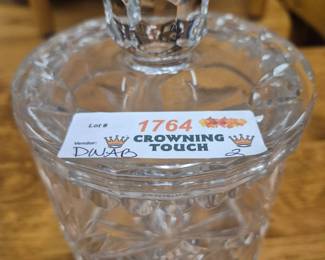 Lot # 1764
CROWNING
Vendor: TOUCH
DWAB 2